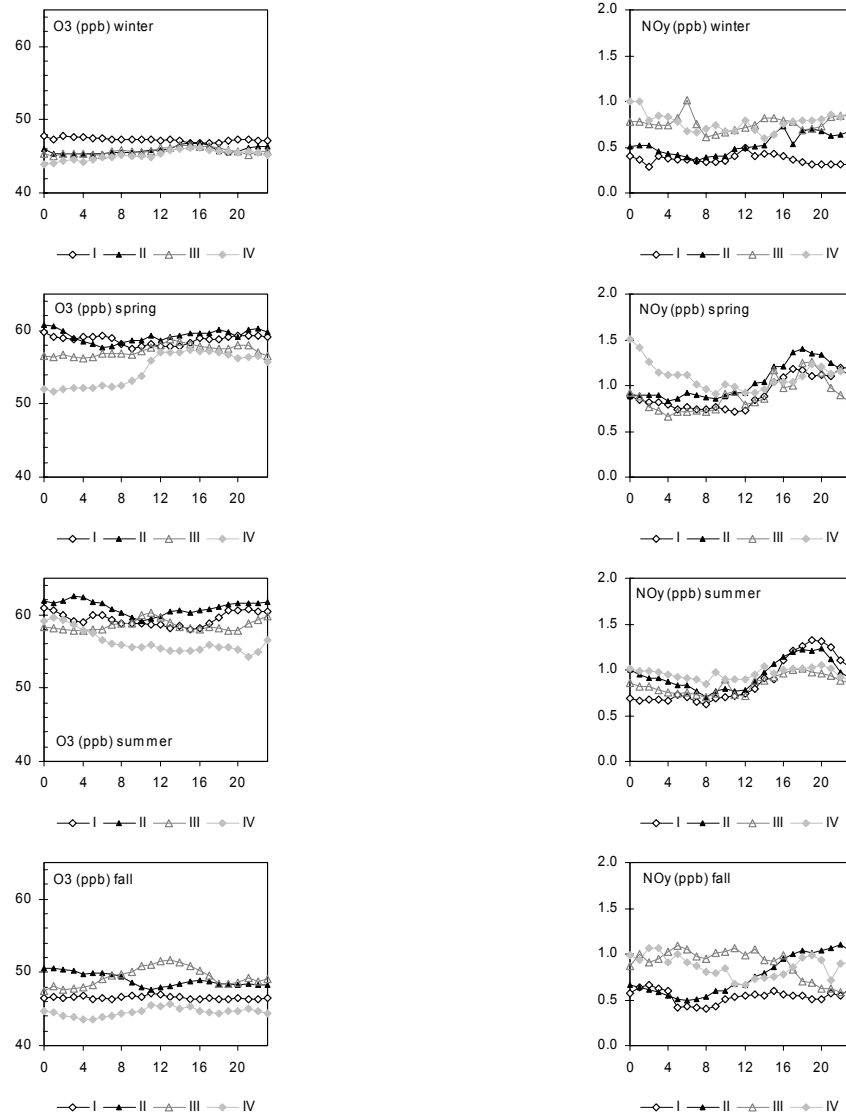 O3 (ppb) winter
60
50
40
0 4 8 12 16 20
I II III IV
NOy (ppb) winter
2.0
1.5
1.0
0.5
0.0
0 4 8 12 16 20
I II III IV
O3 (ppb) spring
60
50
40
0 4 8 12 16 20
I II III IV
NOy (ppb) spring
2.0
1.5
1.0
0.5
0.0
0 4 8 12 16 20
I II III IV
60
50
40
O3 (ppb) summer
0 4 8 12 16 20
I II III IV
NOy (ppb) summer
2.0
1.5
1.0
0.5
0.0
0 4 8 12 16 20
I II III IV
O3 (ppb) fall
60
50
40
0 4 8 12 16 20
I II III IV
NOy (ppb) fall
2.0
1.5
1.0
0.5
0.0
0 4 8 12 16 20
I II III IV